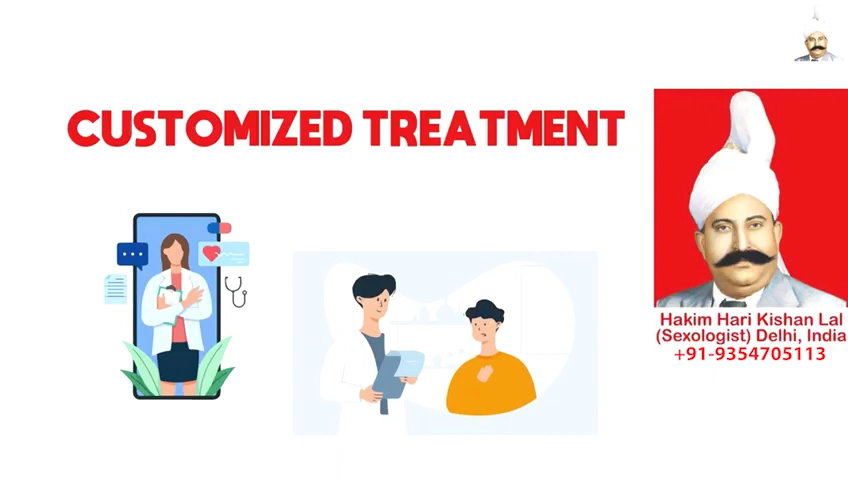 CUSTOMIZED TREATMENT
Hakim Hari Kishan Lal
(Sexologist) Delhi, India
+91-9354705113